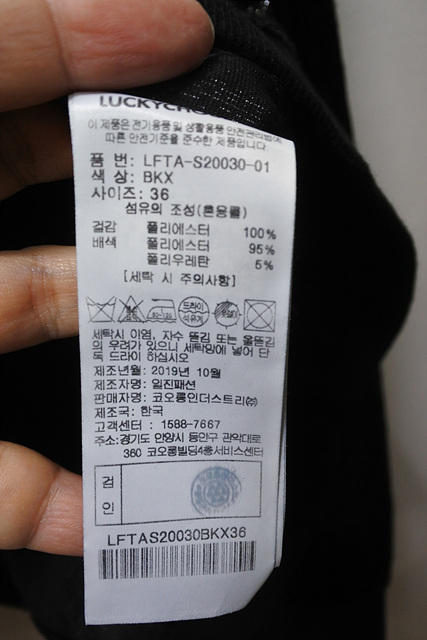 이 제품은 전기용품 및 생활용품 안전관리법에
따른 안전기준을 준수한 제품입니다.
품 번: LFTA-S20030-01
색 상: BKX
사이즈: 36
섬유의 조성(혼용률)
겉감 폴리에스터 100%
배색 폴리에스터 95%
폴리우레탄 5%
[세탁 시 주의사항]
드라이
석유계
세탁시 이염, 자수 뜯김 또는 올뜯김
의 우려가 있으니 세탁망에 넣어 단
독 드라이 하십시오
제조년월: 2019년 10월
제조자명: 일진패션
판매자명: 코오롱인더스트리㈜
제조국: 한국
고객센터 : 1588-7667
주소:경기도 안양시 동안구 관악대로
360 코오롱빌딩4층서비스센터
검
인
LFTAS20030BKX36